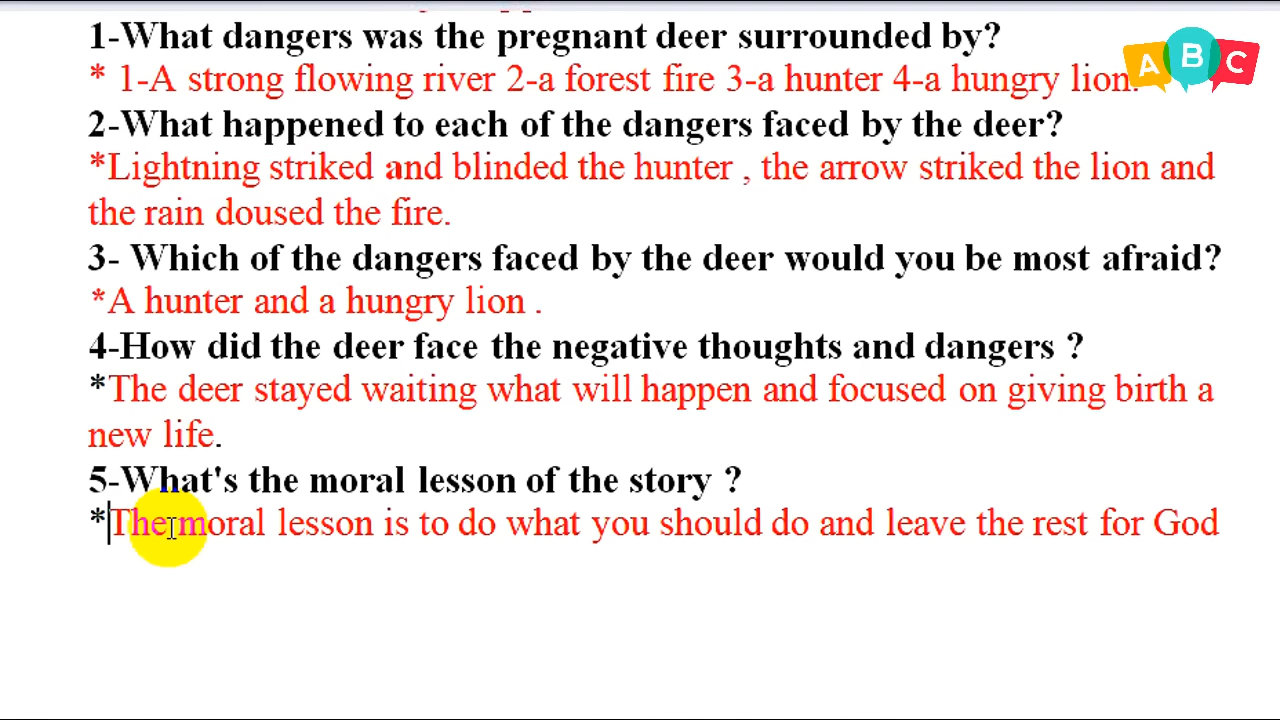 1-What dangers was the pregnant deer surrounded by?
* 1-A strong flowing river 2-a forest fire 3-a hunter 4-a hungry lion.
A B C
2-What happened to each of the dangers faced by the deer?
*Lightning striked and blinded the hunter , the arrow striked the lion and
the rain doused the fire.
3- Which of the dangers faced by the deer would you be most afraid?
*A hunter and a hungry lion .
4-How did the deer face the negative thoughts and dangers ?
*The deer stayed waiting what will happen and focused on giving birth a
new life.
5-What's the moral lesson of the story ?
*The moral lesson is to do what you should do and leave the rest for God